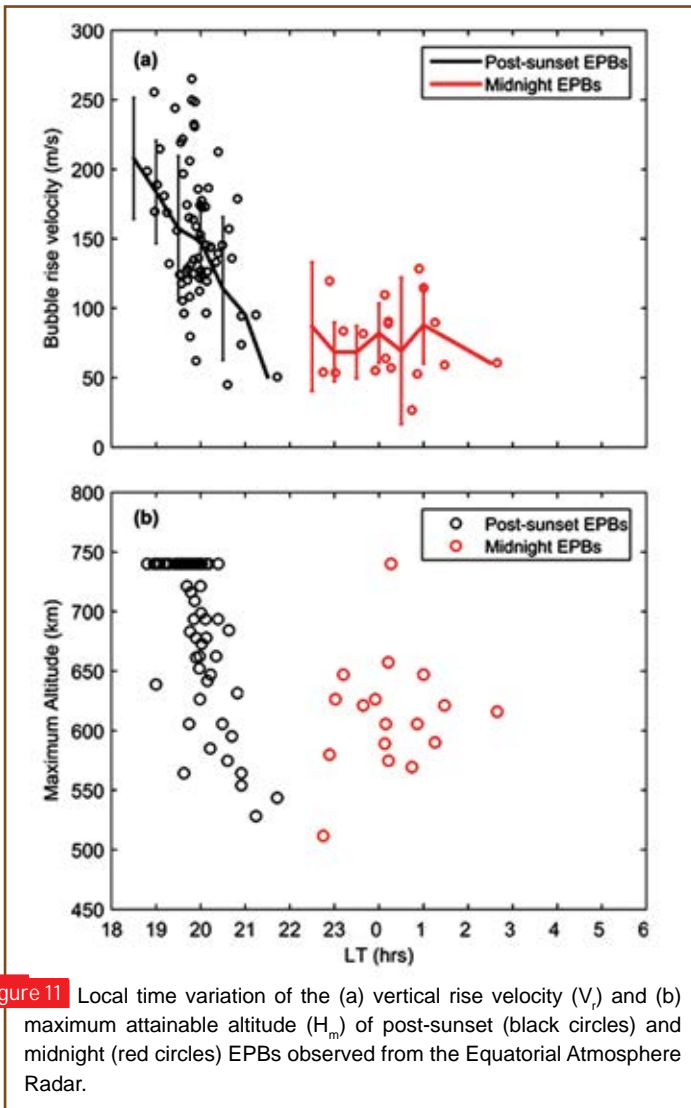 (a)
Post-sunset EPBs
Midnight EPBs
Bubble rise velocity (m/s)
300
250
200
150
100
50
0
(b)
Post-sunset EPBs
Midnight EPBs
Maximum Altitude (km)
800
750
700
650
600
550
500
450
18 19 20 21 22 23 0 1 2 3 4 5 6
LT (hrs)
gure 11 Local time variation of the (a) vertical rise velocity (Vr) and (b)
maximum attainable altitude (Hm) of post-sunset (black circles) and
midnight (red circles) EPBs observed from the Equatorial Atmosphere
Radar.